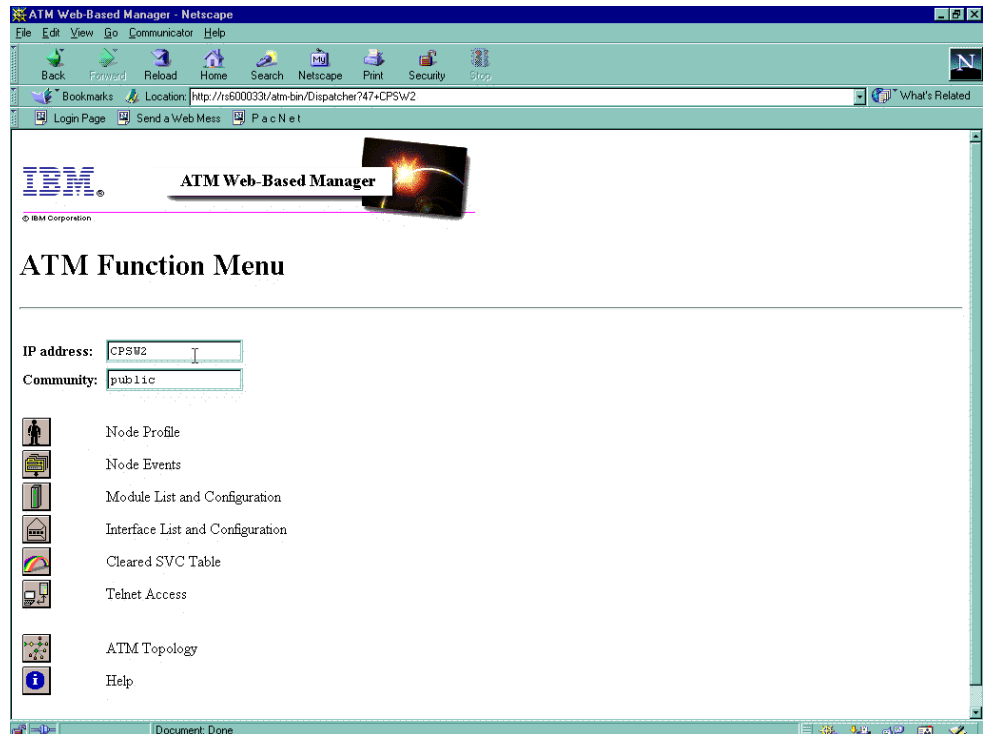 ATM Web-Based Manager - Netscape
File Edit View Go Communicator Help
Back Forward Reload Home Search Netscape Print Security Stop
My
N
Bookmarks Location: http://rs600033t/atm-bin/Dispatcher?47+CPSW2 What's Related
Login Page Send a Web Mess PacNet
IBM®
ATM Web-Based Manager
© IBM Corporation
ATM Function Menu
IP address: CPSW2
Community: public
Node Profile
Node Events
Module List and Configuration
Interface List and Configuration
Cleared SVC Table
Telnet Access
ATM Topology
Help
Document: Done